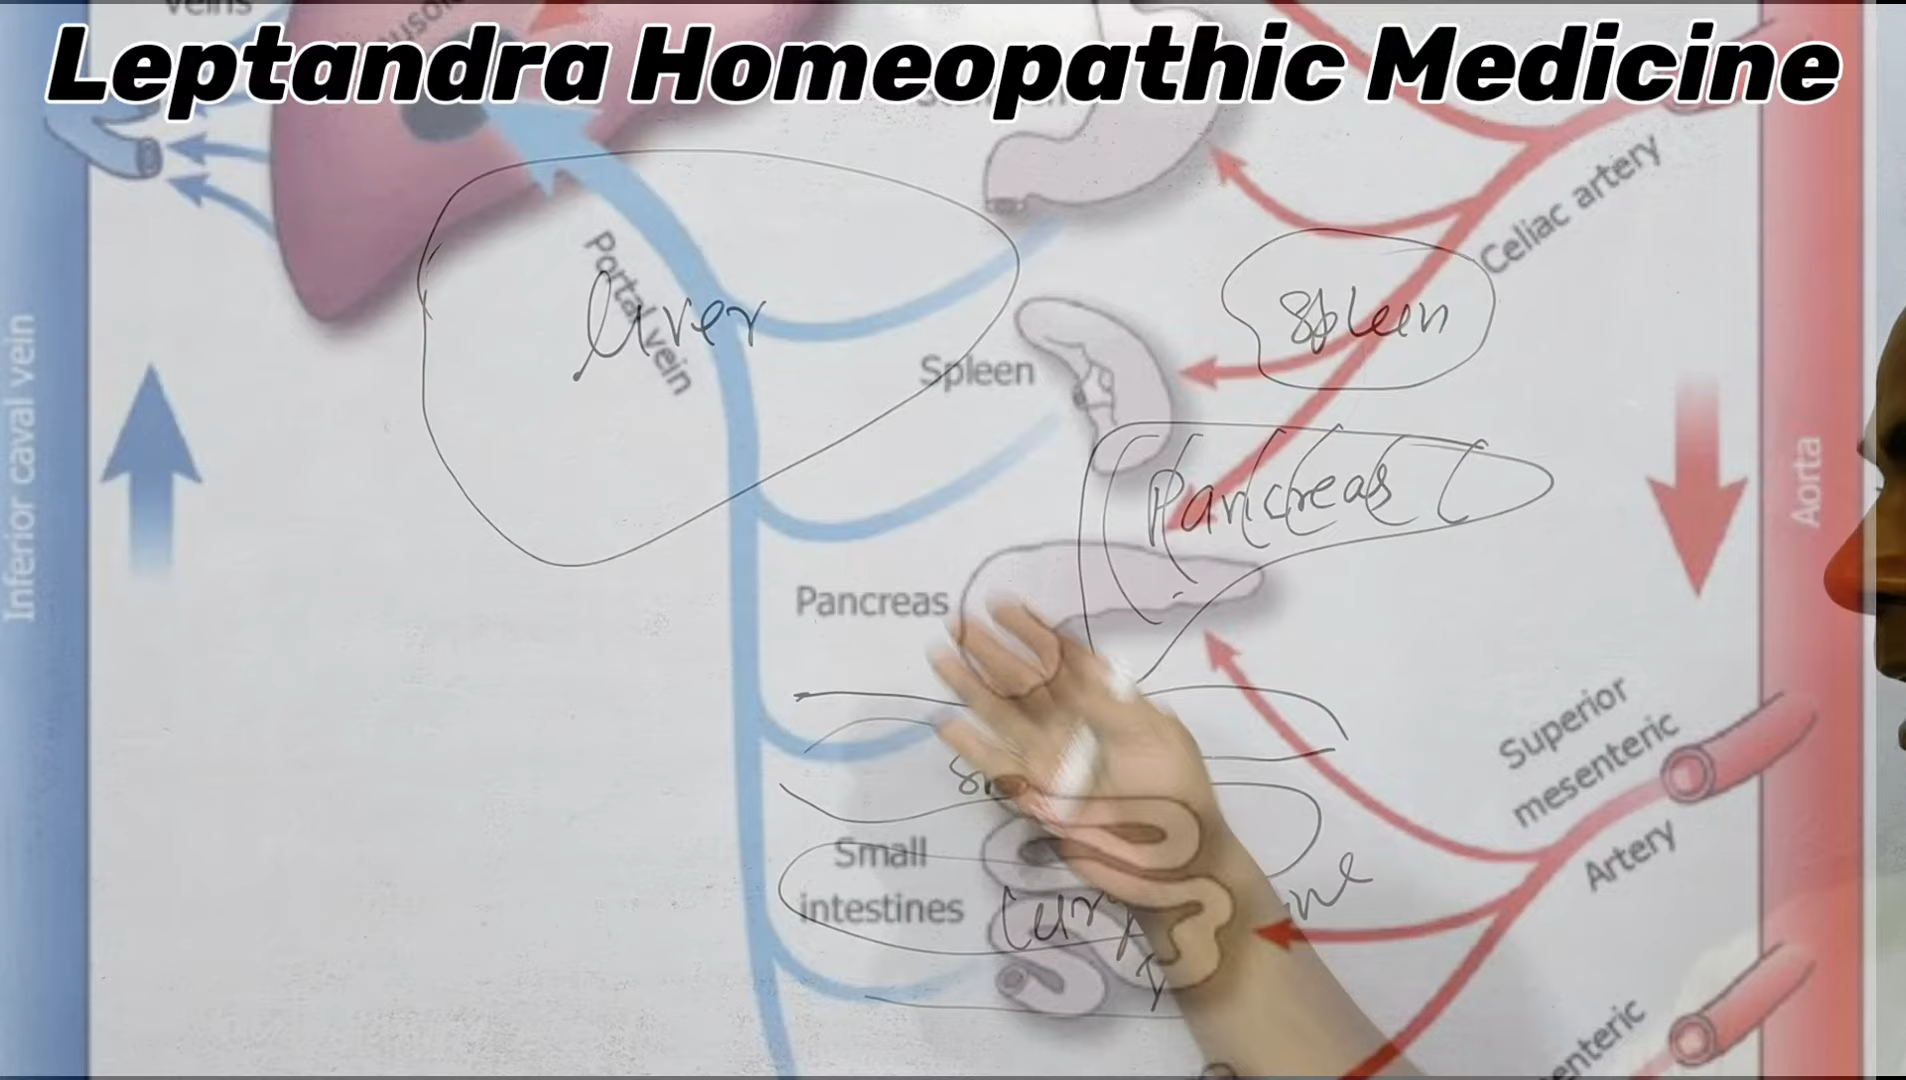 veins
Leptandra Homeopathic Medicine
Celiac artery
Portal vein
liver
Spleen
Spleen
Inferior caval vein
Pancreas
Aorta
Pancreas
Superior
mesenteric
Artery
Small
intestines